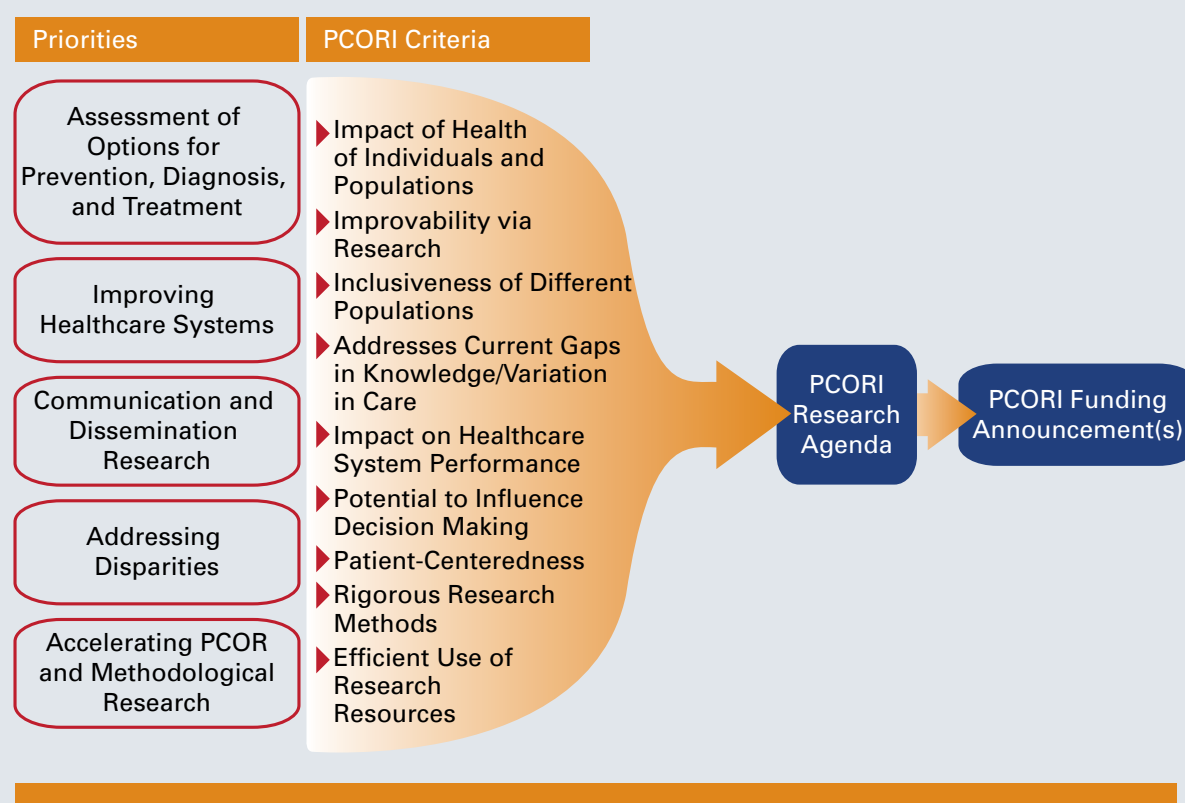 Priorities
PCORI Criteria
Assessment of
Options for
Prevention, Diagnosis,
and Treatment
Improving
Healthcare Systems
Communication and
Dissemination
Research
Addressing
Disparities
Accelerating PCOR
and Methodological
Research
Impact of Health
of Individuals and
Populations
Improvability via
Research
Inclusiveness of Different
Populations
Addresses Current Gaps
in Knowledge/Variation
in Care
Impact on Healthcare
System Performance
Potential to Influence
Decision Making
Patient-Centeredness
Rigorous Research
Methods
Efficient Use of
Research
Resources
PCORI
Research
Agenda
PCORI Funding
Announcement(s)